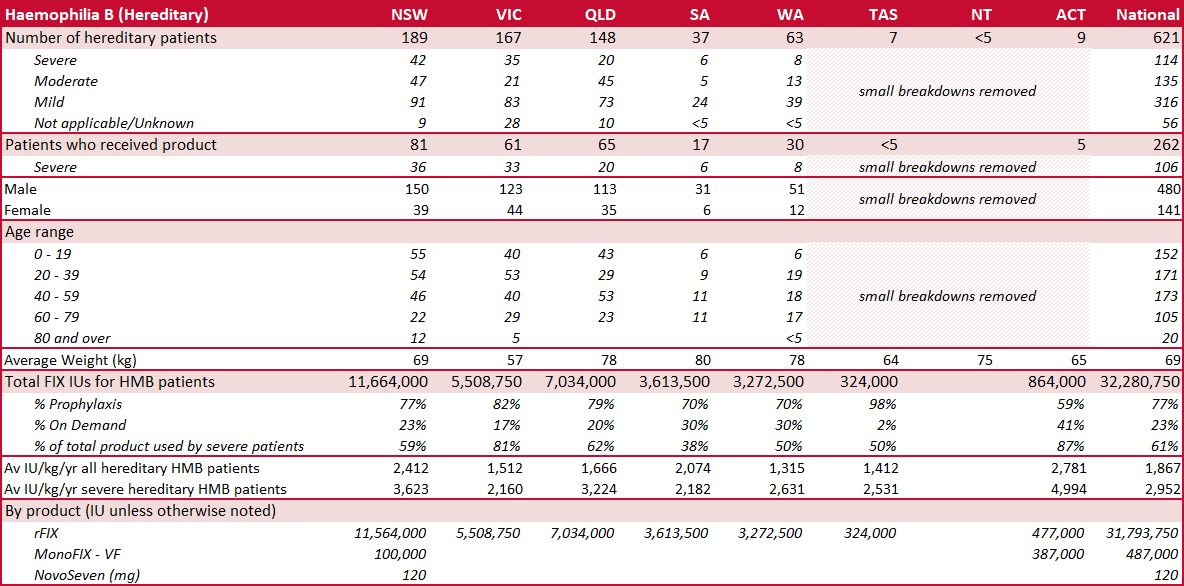 Haemophilia B (Hereditary) NSW VIC QLD SA WA TAS NT ACT National
Number of hereditary patients 189 167 148 37 63 7 <5 9 621
Severe 42 35 20 6 8 114
Moderate 47 21 45 5 13 135
small breakdowns removed
Mild 91 83 73 24 39 316
Not applicable/Unknown 9 28 10 <5 <5 56
Patients who received product 81 61 65 17 30 <5 5 262
Severe 36 33 20 6 8 small breakdowns removed 106
Male 150 123 113 31 51 480
small breakdowns removed
Female 39 44 35 6 12 141
Age range
0 - 19 55 40 43 6 6 152
20 - 39 54 53 29 9 19 171
40 - 59 46 40 53 11 18 small breakdowns removed 173
60 - 79 22 29 23 11 17 105
80 and over 12 5 <5 20
Average Weight (kg) 69 57 78 80 78 64 75 65 69
Total FIX IUs for HMB patients 11,664,000 5,508,750 7,034,000 3,613,500 3,272,500 324,000 864,000 32,280,750
% Prophylaxis 77% 82% 79% 70% 70% 98% 59% 77%
% On Demand 23% 17% 20% 30% 30% 2% 41% 23%
% of total product used by severe patients 59% 81% 62% 38% 50% 50% 87% 61%
Av IU/kg/yr all hereditary HMB patients 2,412 1,512 1,666 2,074 1,315 1,412 2,781 1,867
Av IU/kg/yr severe hereditary HMB patients 3,623 2,160 3,224 2,182 2,631 2,531 4,994 2,952
By product (IU unless otherwise noted)
rFIX 11,564,000 5,508,750 7,034,000 3,613,500 3,272,500 324,000 477,000 31,793,750
MonoFIX - VF 100,000 387,000 487,000
NovoSeven (mg) 120 120